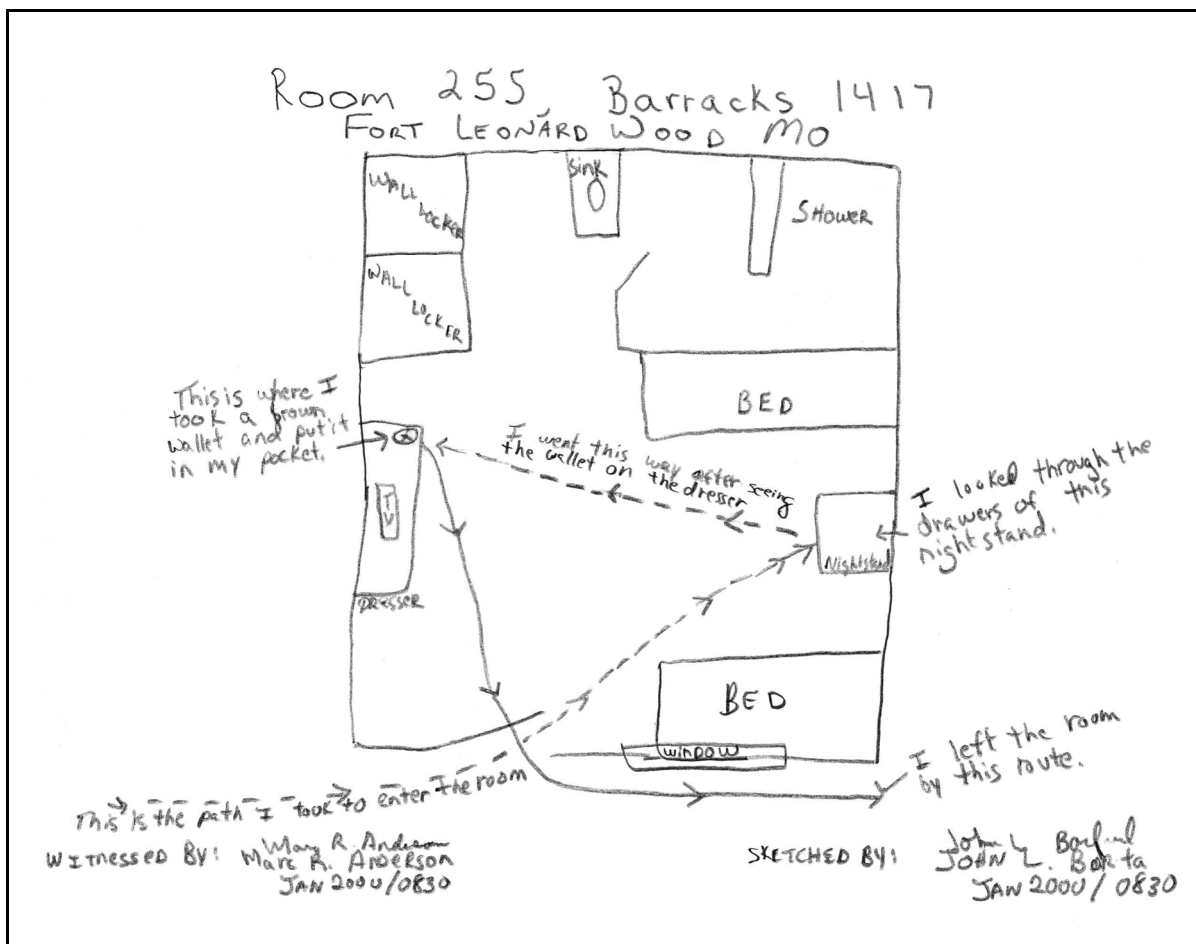 Room 255, Barracks 1417
FORT LEONARD WOOD MO
WALL LOCKER
sink
SHOWER
WALL LOCKER
BED
This is where I
took a brown
wallet and put it
in my pocket.
I went this way after seeing
the wallet on the dresser
I looked through the
drawers of this
night stand.
TV
Nightstand
DRESSER
BED
WINDOW
I left the room
by this route.
This is the path I took to enter the room
WITNESSED BY: Marc R. Anderson
Marc R. Anderson
JAN 2000/0830
SKETCHED BY: John L.
JOHN L. Borta
JAN 2000/0830